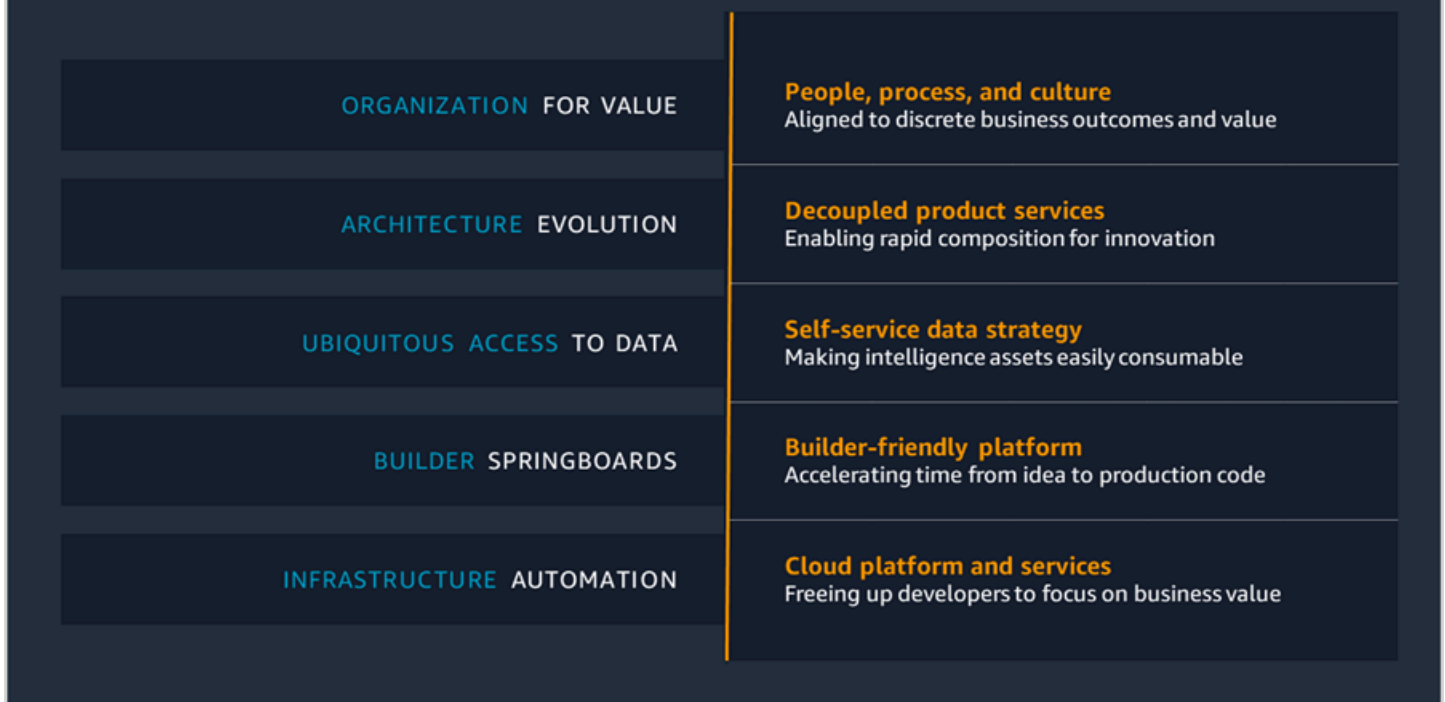 ORGANIZATION FOR VALUE
People, process, and culture
Aligned to discrete business outcomes and value
ARCHITECTURE EVOLUTION
Decoupled product services
Enabling rapid composition for innovation
UBIQUITOUS ACCESS TO DATA
Self-service data strategy
Making intelligence assets easily consumable
BUILDER SPRINGBOARDS
Builder-friendly platform
Accelerating time from idea to production code
INFRASTRUCTURE AUTOMATION
Cloud platform and services
Freeing up developers to focus on business value